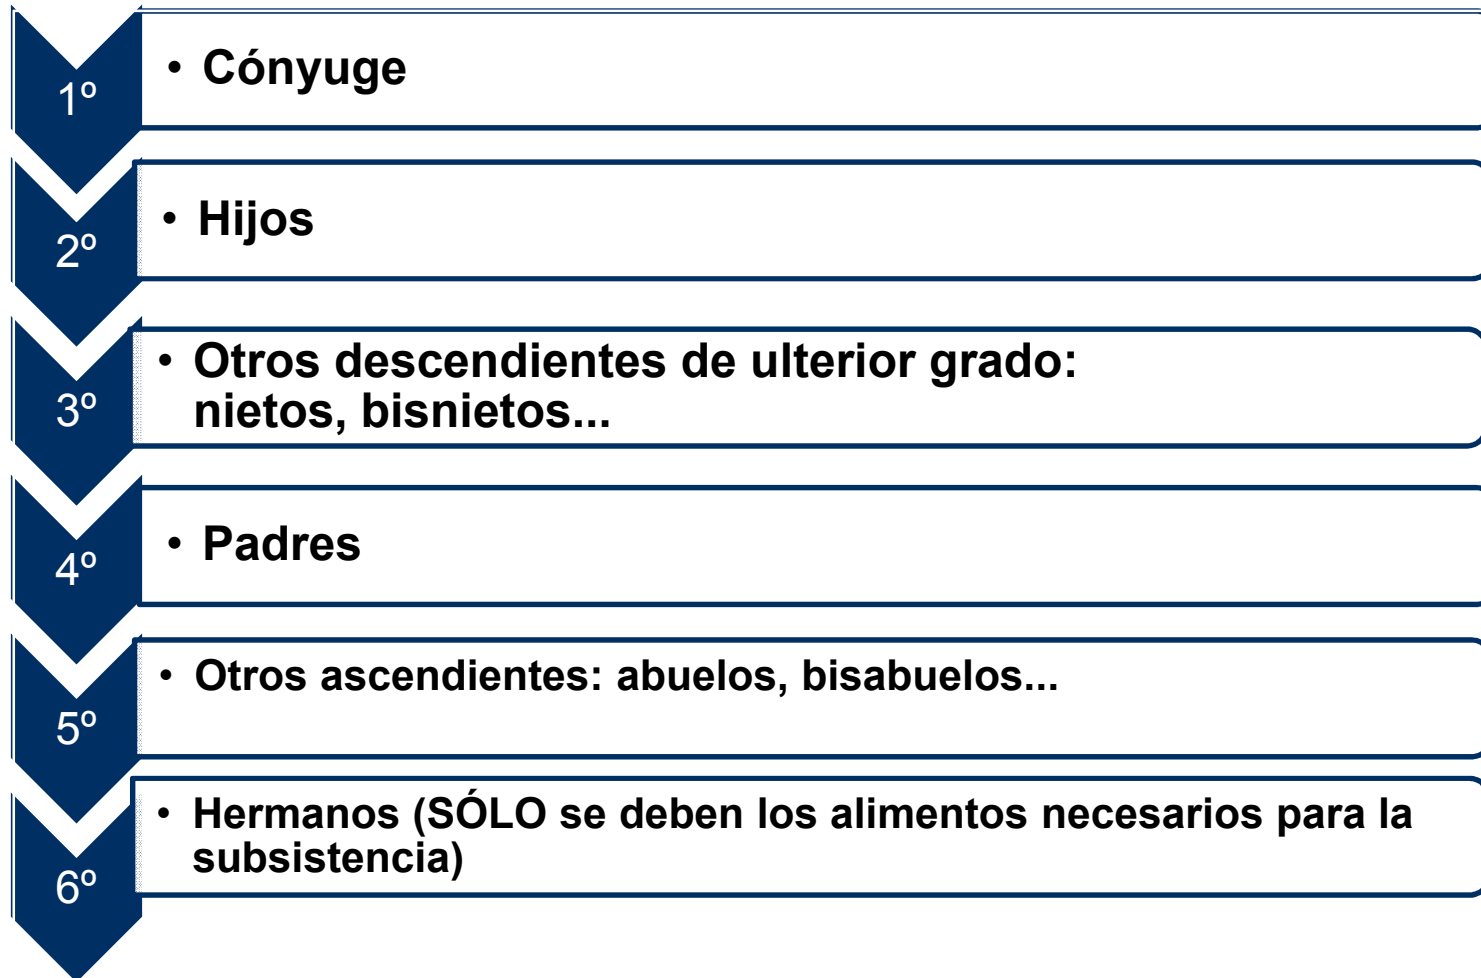 1º
• Cónyuge
2º
• Hijos
3º
• Otros descendientes de ulterior grado:
nietos, bisnietos...
4º
• Padres
5º
• Otros ascendientes: abuelos, bisabuelos...
6º
• Hermanos (SÓLO se deben los alimentos necesarios para la
subsistencia)